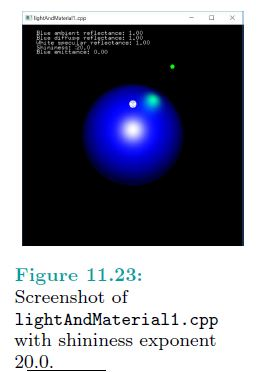 lightAndMaterial1.cpp
Blue ambient reflectance: 1.00
Blue diffuse reflectance: 1.00
White specular reflectance: 1.00
Shininess: 20.0
Blue emittance: 0.00
Figure 11.23:
Screenshot of
lightAndMaterial1.cpp
with shininess exponent
20.0.